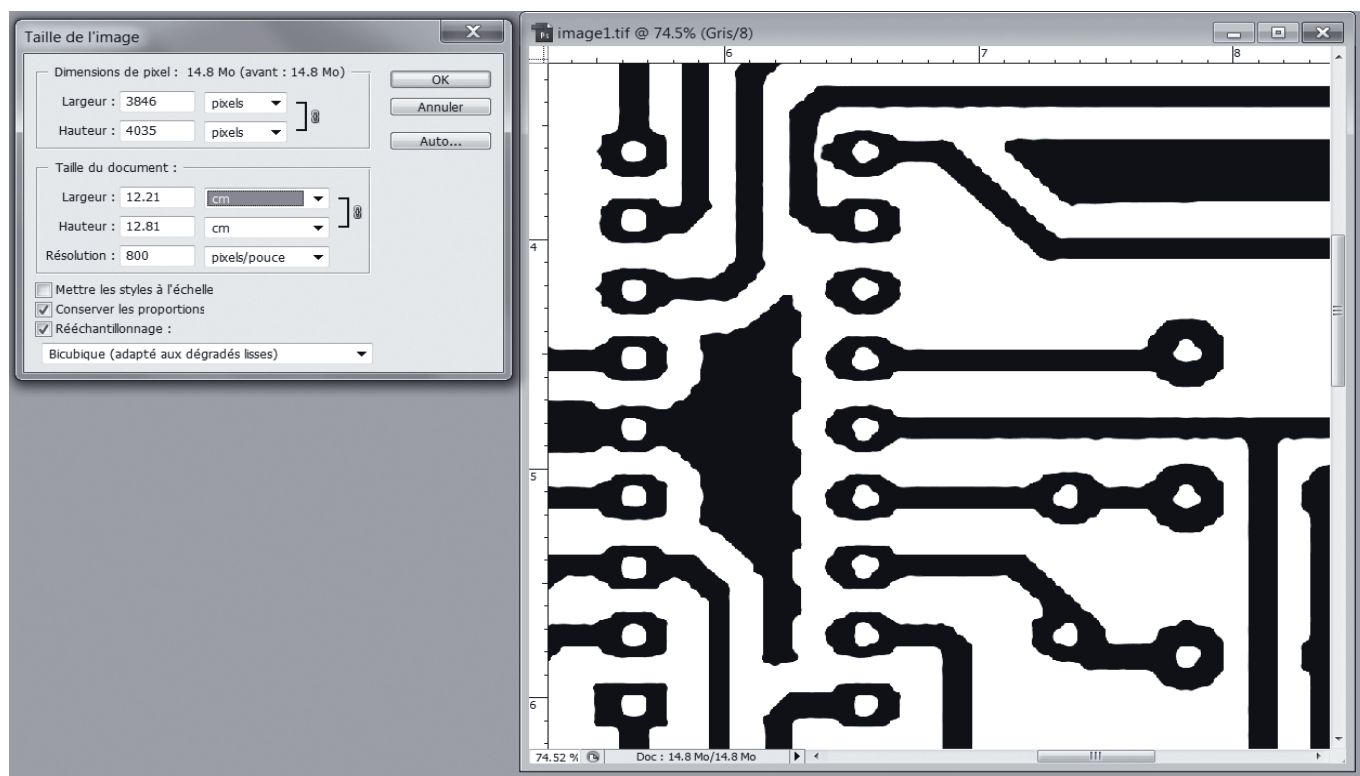 Taille de l'image
Dimensions de pixel : 14.8 Mo (avant : 14.8 Mo)
Largeur : 3846 pixels
Hauteur : 4035 pixels
Taille du document :
Largeur : 12.21 cm
Hauteur : 12.81 cm
Résolution : 800 pixels/pouce
Mettre les styles à l'échelle
Conserver les proportions
Rééchantillonnage :
Bicubique (adapté aux dégradés lisses)
OK
Annuler
Auto...
Ps image1.tif @ 74.5% (Gris/8)
6 7 8
4
5
6
74.52 % Doc : 14.8 Mo/14.8 Mo